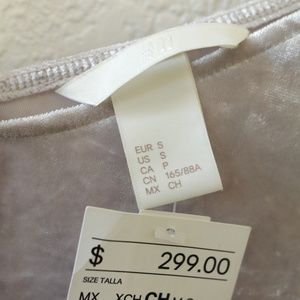 EUR S
US S
CA P
CN 165/88A
MX CH
$ 299.00
SIZE TALLA
MX XCH CH